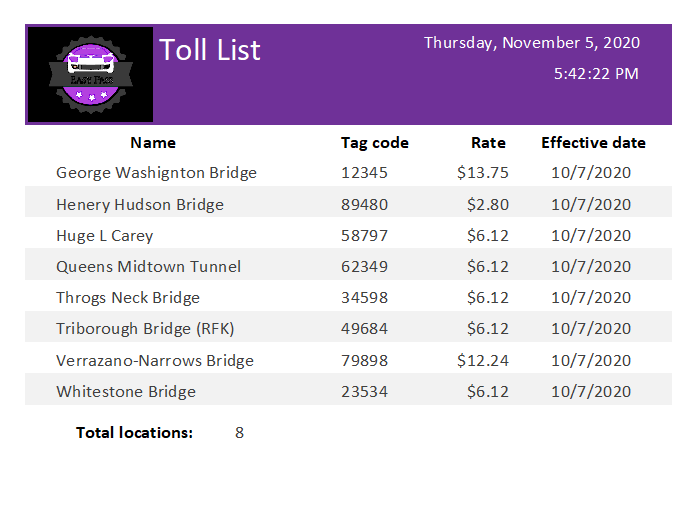 Toll List
Thursday, November 5, 2020
5:42:22 PM
EASY PASS
Name Tag code Rate Effective date
George Washignton Bridge 12345 $13.75 10/7/2020
Henery Hudson Bridge 89480 $2.80 10/7/2020
Huge L Carey 58797 $6.12 10/7/2020
Queens Midtown Tunnel 62349 $6.12 10/7/2020
Throgs Neck Bridge 34598 $6.12 10/7/2020
Triborough Bridge (RFK) 49684 $6.12 10/7/2020
Verrazano-Narrows Bridge 79898 $12.24 10/7/2020
Whitestone Bridge 23534 $6.12 10/7/2020
Total locations: 8